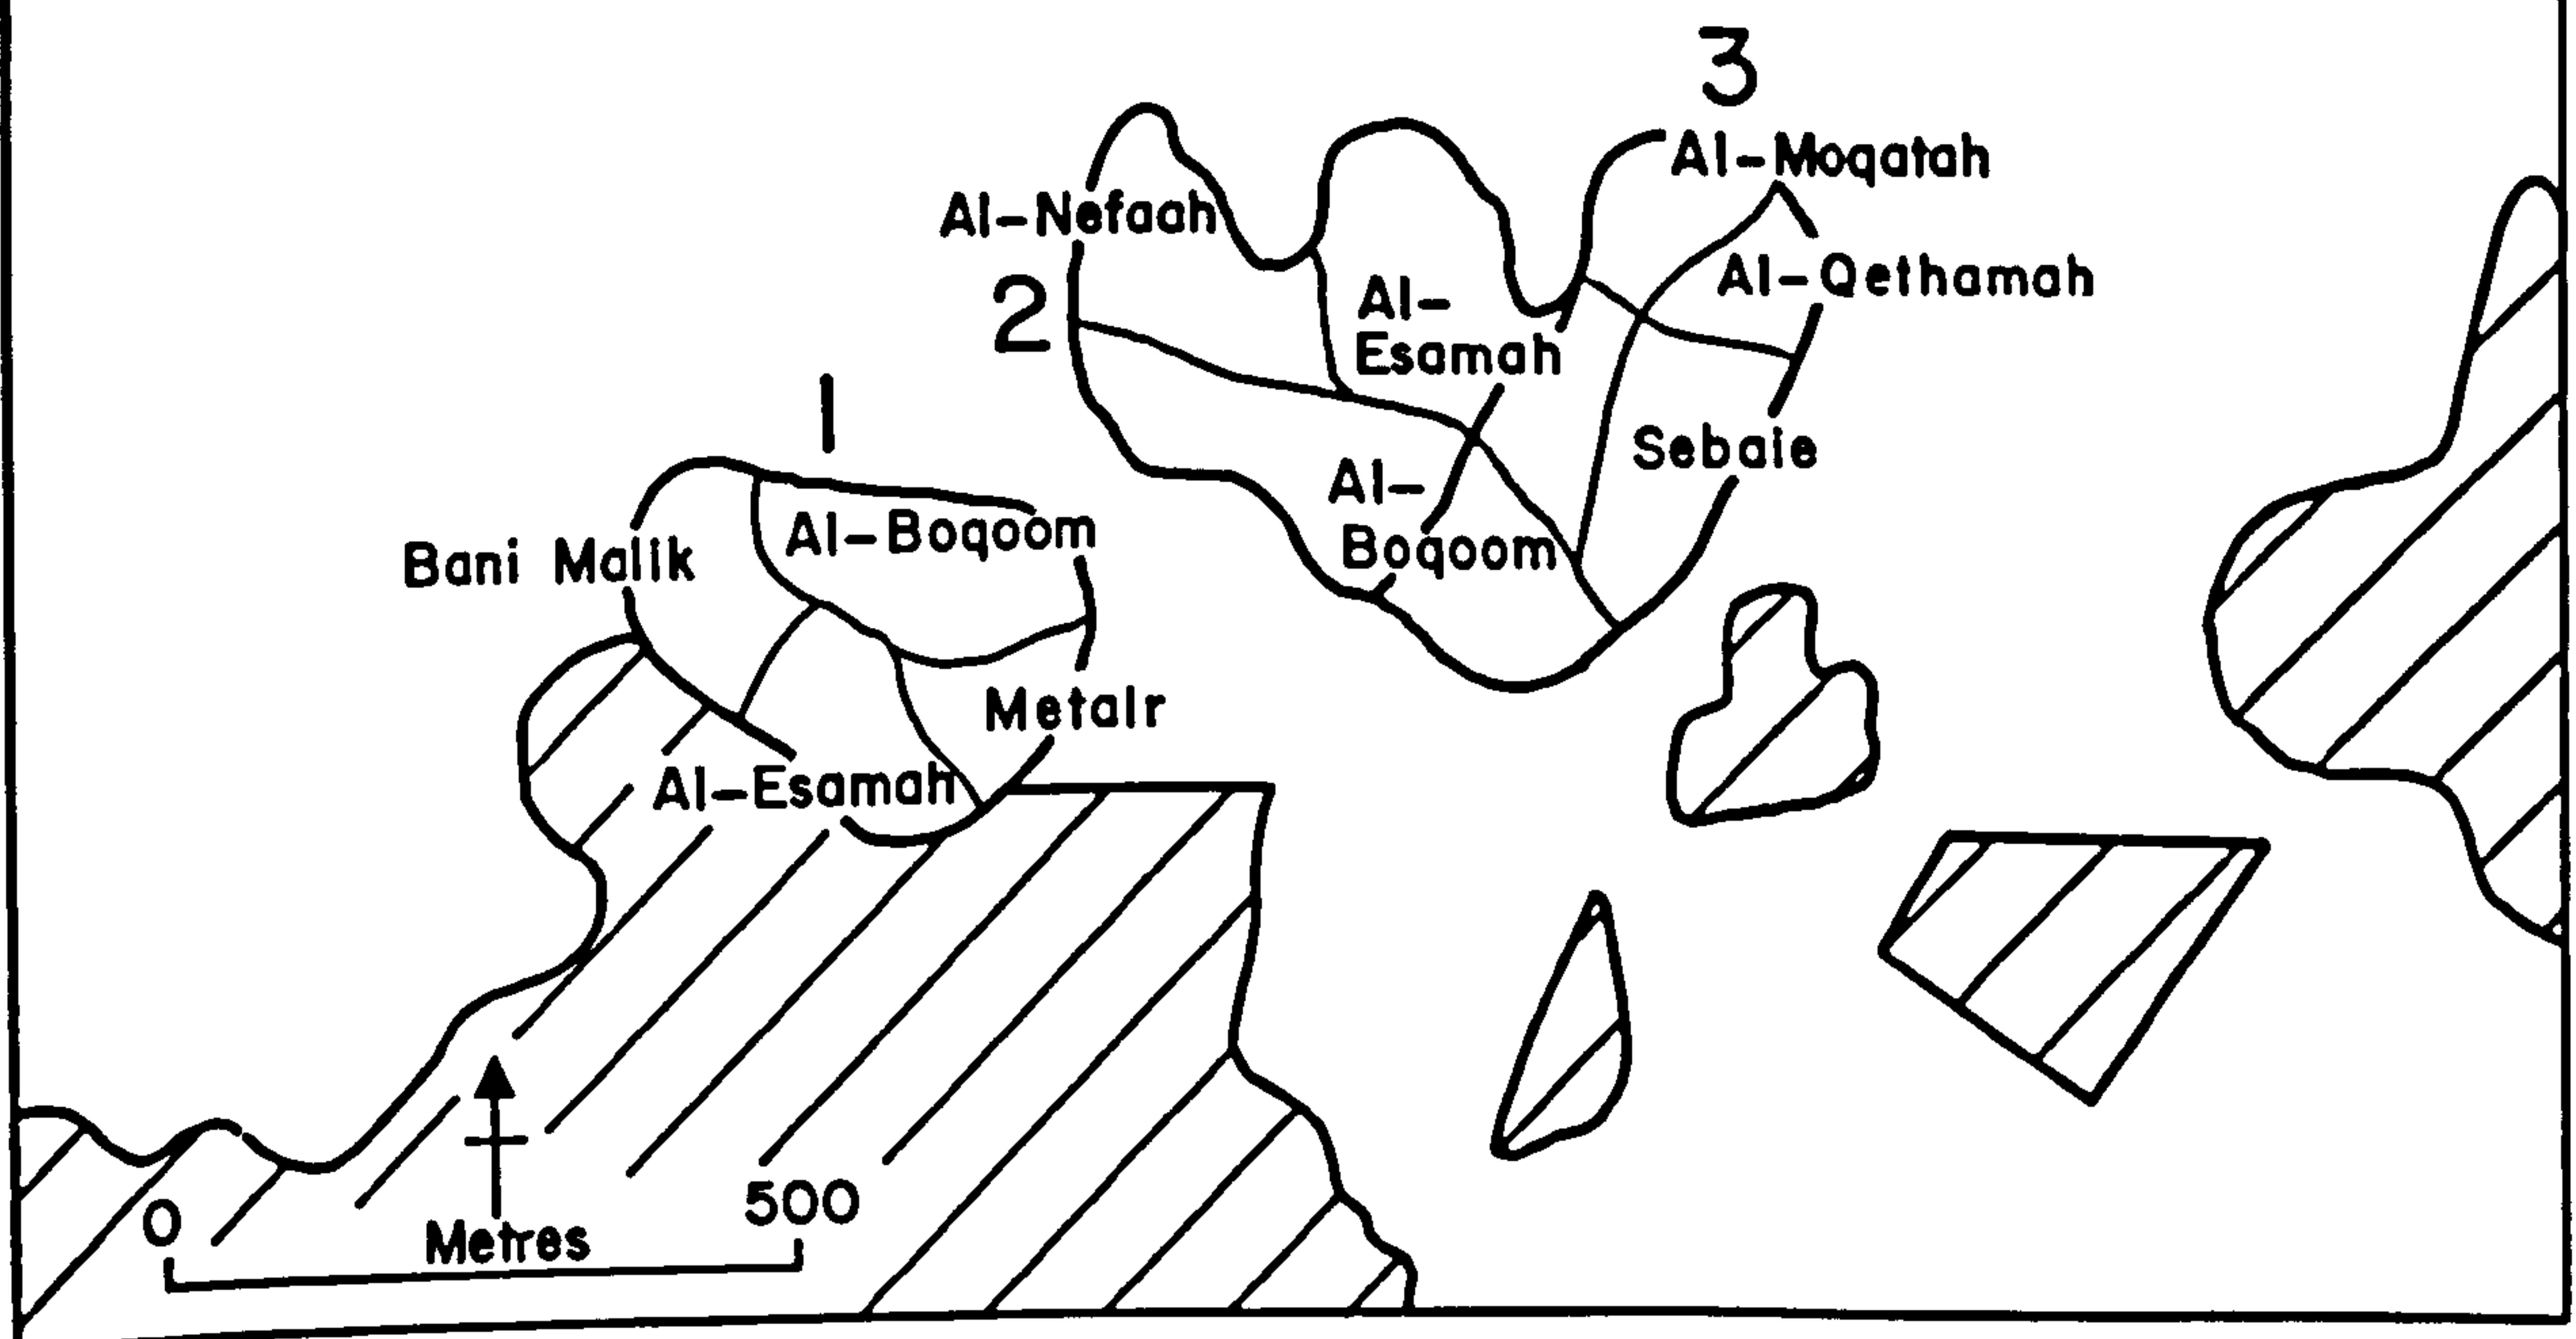 3
Al-Moqatah
Al-Nefaah
Al-Qethamah
2
Al-
Esamah
1
Sebaie
Al-
Boqoom
Al-Boqoom
Bani Malik
Metair
Al-Esamah
0
500
Metres